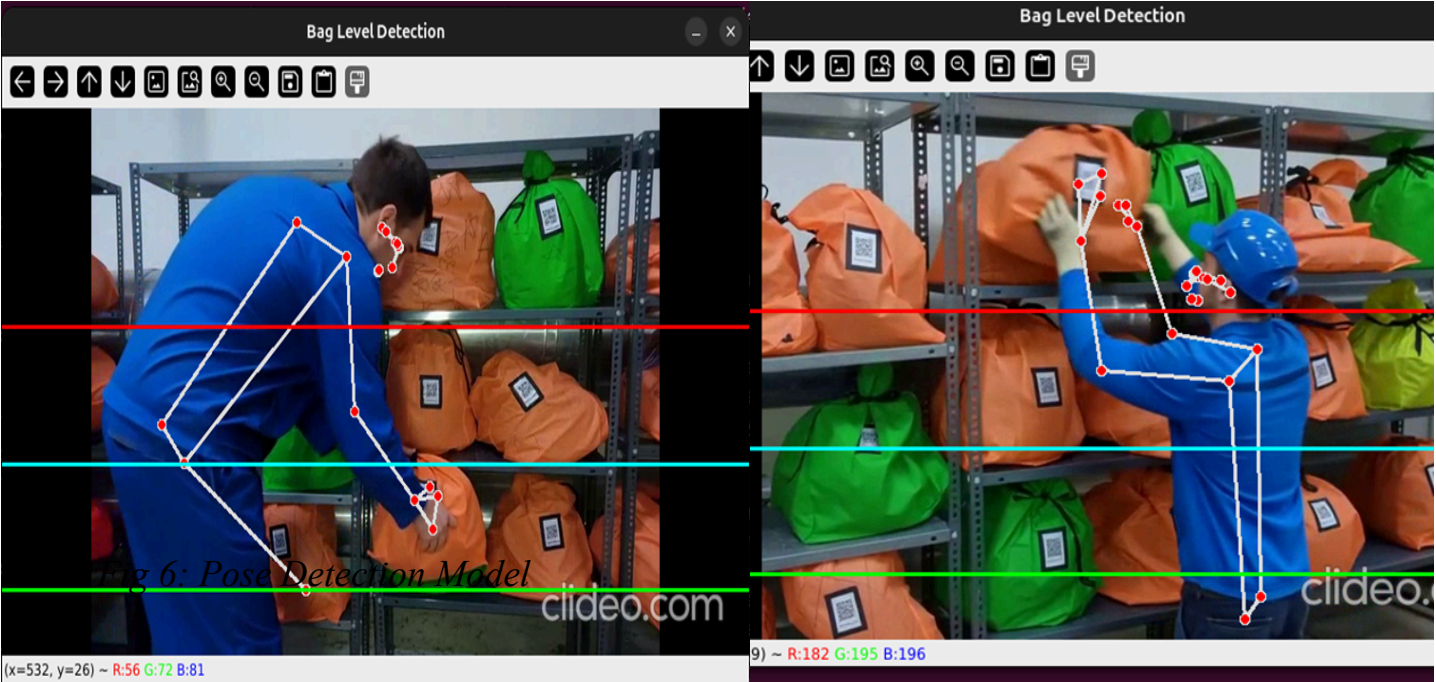 Bag Level Detection
Fig 6: Pose Detection Model
clideo.com
(x=532, y=26) ~ R:56 G:72 B:81
Bag Level Detection
clideo.
9) ~ R:182 G:195 B:196